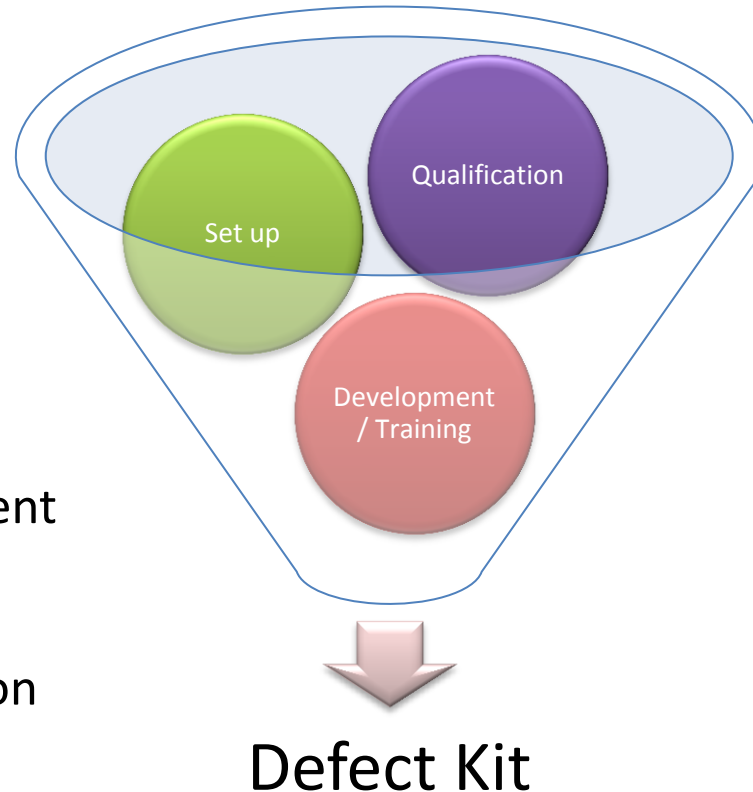 Qualification
Set up
Development
/ Training
ent
on
Defect Kit